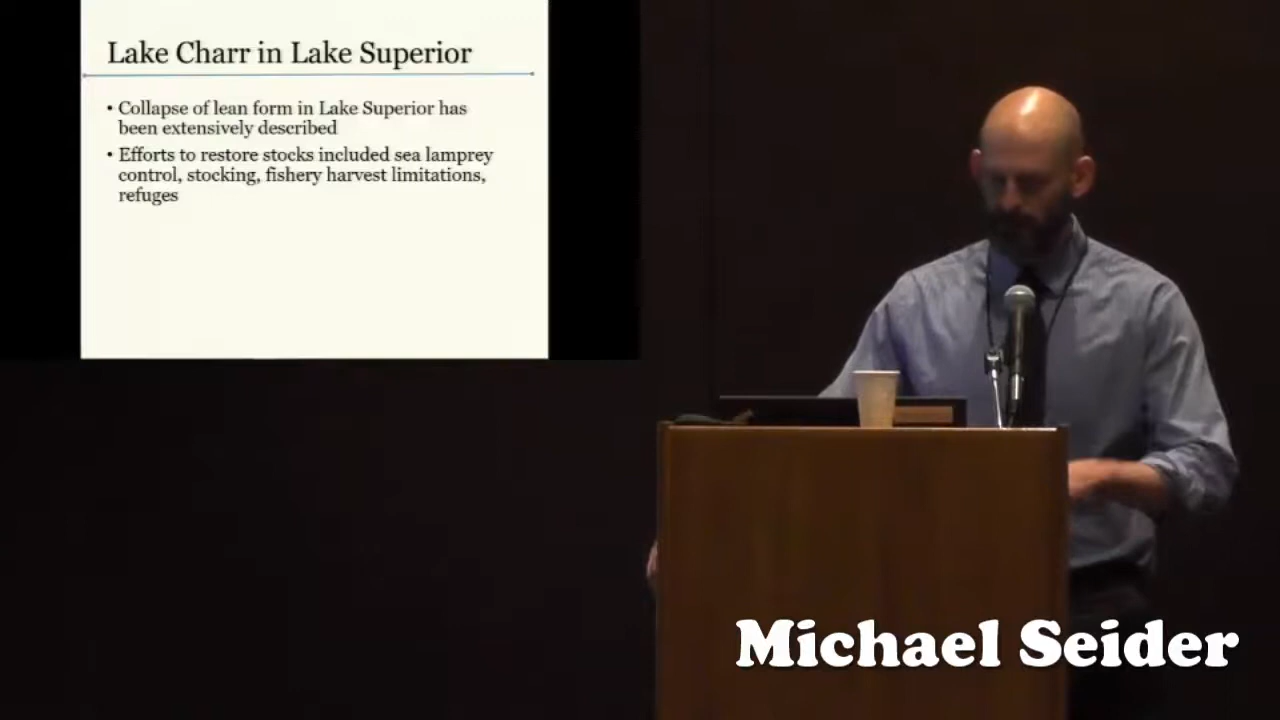 Lake Charr in Lake Superior
• Collapse of lean form in Lake Superior has
been extensively described
• Efforts to restore stocks included sea lamprey
control, stocking, fishery harvest limitations,
refuges
Michael Seider